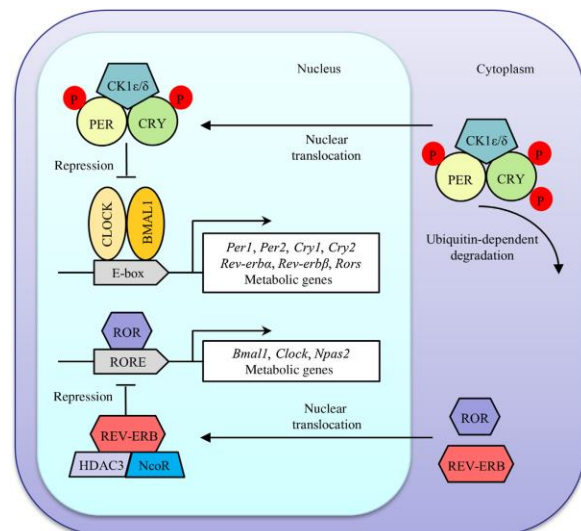 Nucleus
Cytoplasm
CK1ε/δ
P
P
PER
CRY
Nuclear
translocation
CK1ε/δ
P
P
PER
CRY
P
Repression
CLOCK
BMAL1
E-box
Per1, Per2, Cry1, Cry2
Rev-erbα, Rev-erbβ, Rors
Metabolic genes
Ubiquitin-dependent
degradation
ROR
RORE
Bmal1, Clock, Npas2
Metabolic genes
Repression
REV-ERB
HDAC3
NcoR
Nuclear
translocation
ROR
REV-ERB